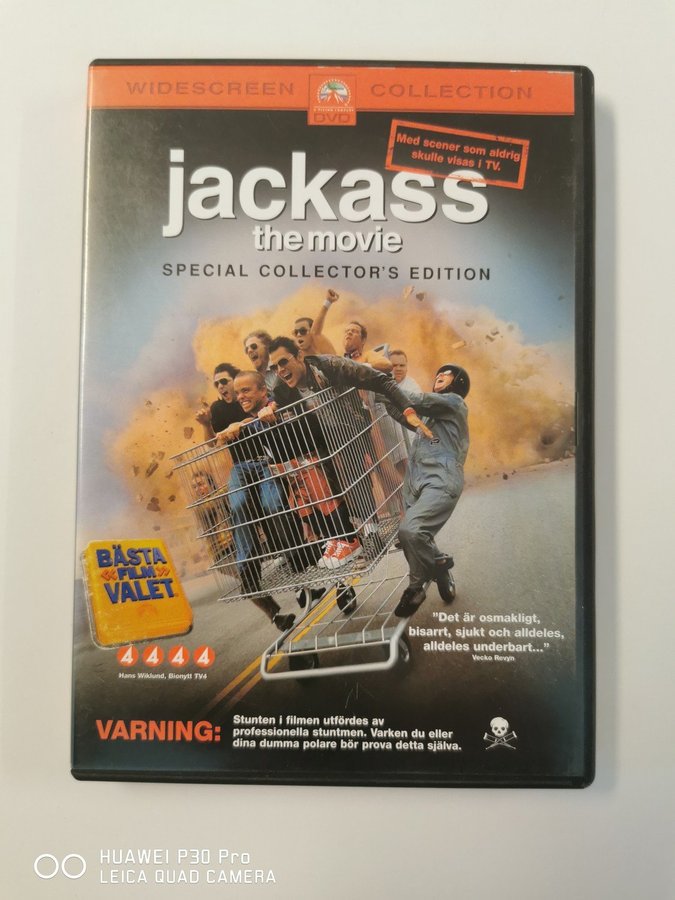 WIDESCREEN COLLECTION
DVD
Med scener som aldrig
skulle visas i TV.
jackass
the movie
SPECIAL COLLECTOR'S EDITION
BÄSTA
«FILM»
VALET
4 4 4 4
Hans Wiklund, Bionytt TV4
"Det är osmakligt,
bisarrt, sjukt och alldeles,
alldeles underbart..."
Vecko Revyn
VARNING:
Stunten i filmen utfördes av
professionella stuntmen. Varken du eller
dina dumma polare bör prova detta själva.
HUAWEI P30 Pro
LEICA QUAD CAMERA